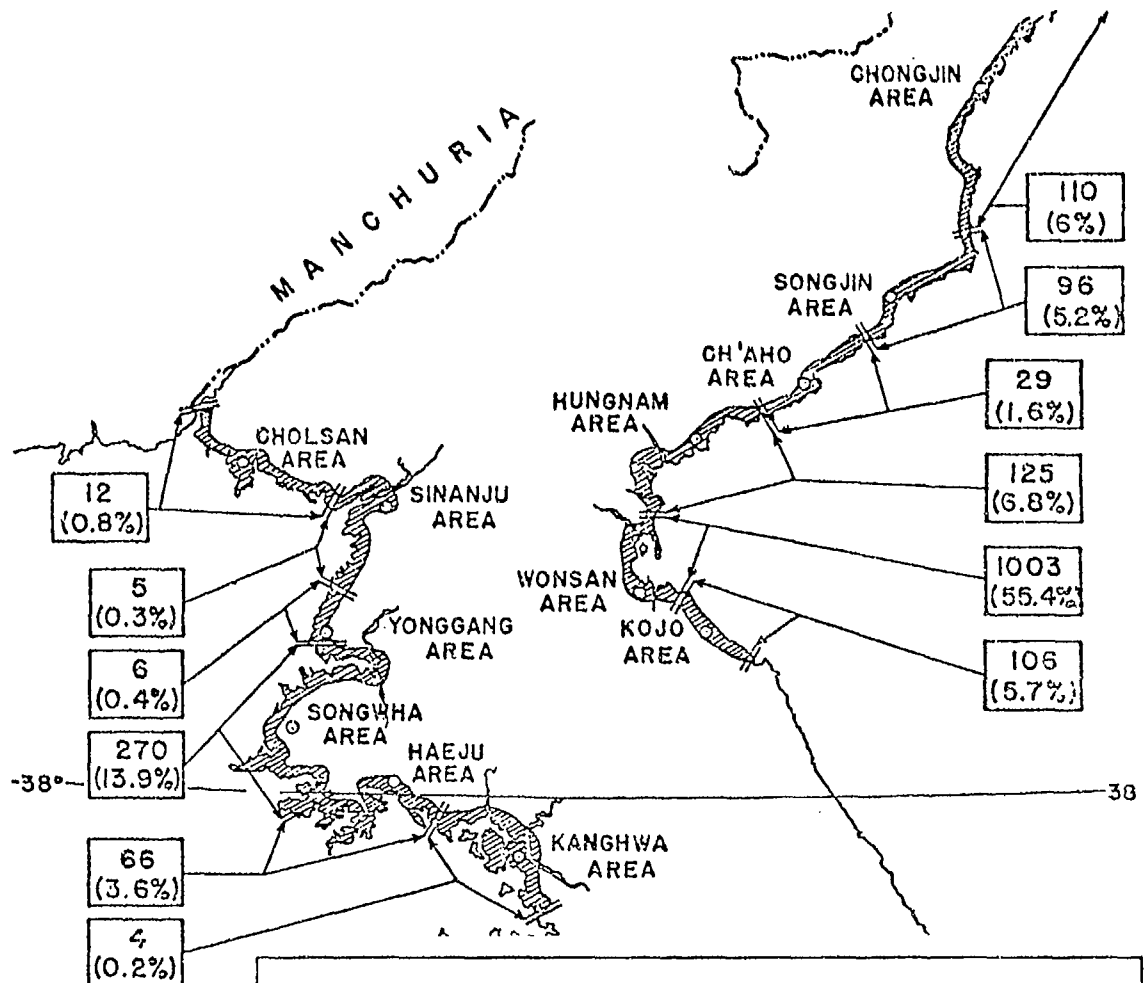 CHONGJIN
AREA
MANCHURIA
110
(6%)
SONGJIN
AREA
96
(5.2%)
CH'AHO
AREA
29
(1.6%)
HUNGNAM
AREA
CHOLSAN
AREA
12
(0.8%)
SINANJU
AREA
125
(6.8%)
5
(0.3%)
WONSAN
AREA
1003
(55.4%)
KOJO
AREA
YONGGANG
AREA
6
(0.4%)
106
(5.7%)
SONGWHA
AREA
270
(13.9%)
HAEJU
AREA
-38°
38
KANGHWA
AREA
66
(3.6%)
4
(0.2%)